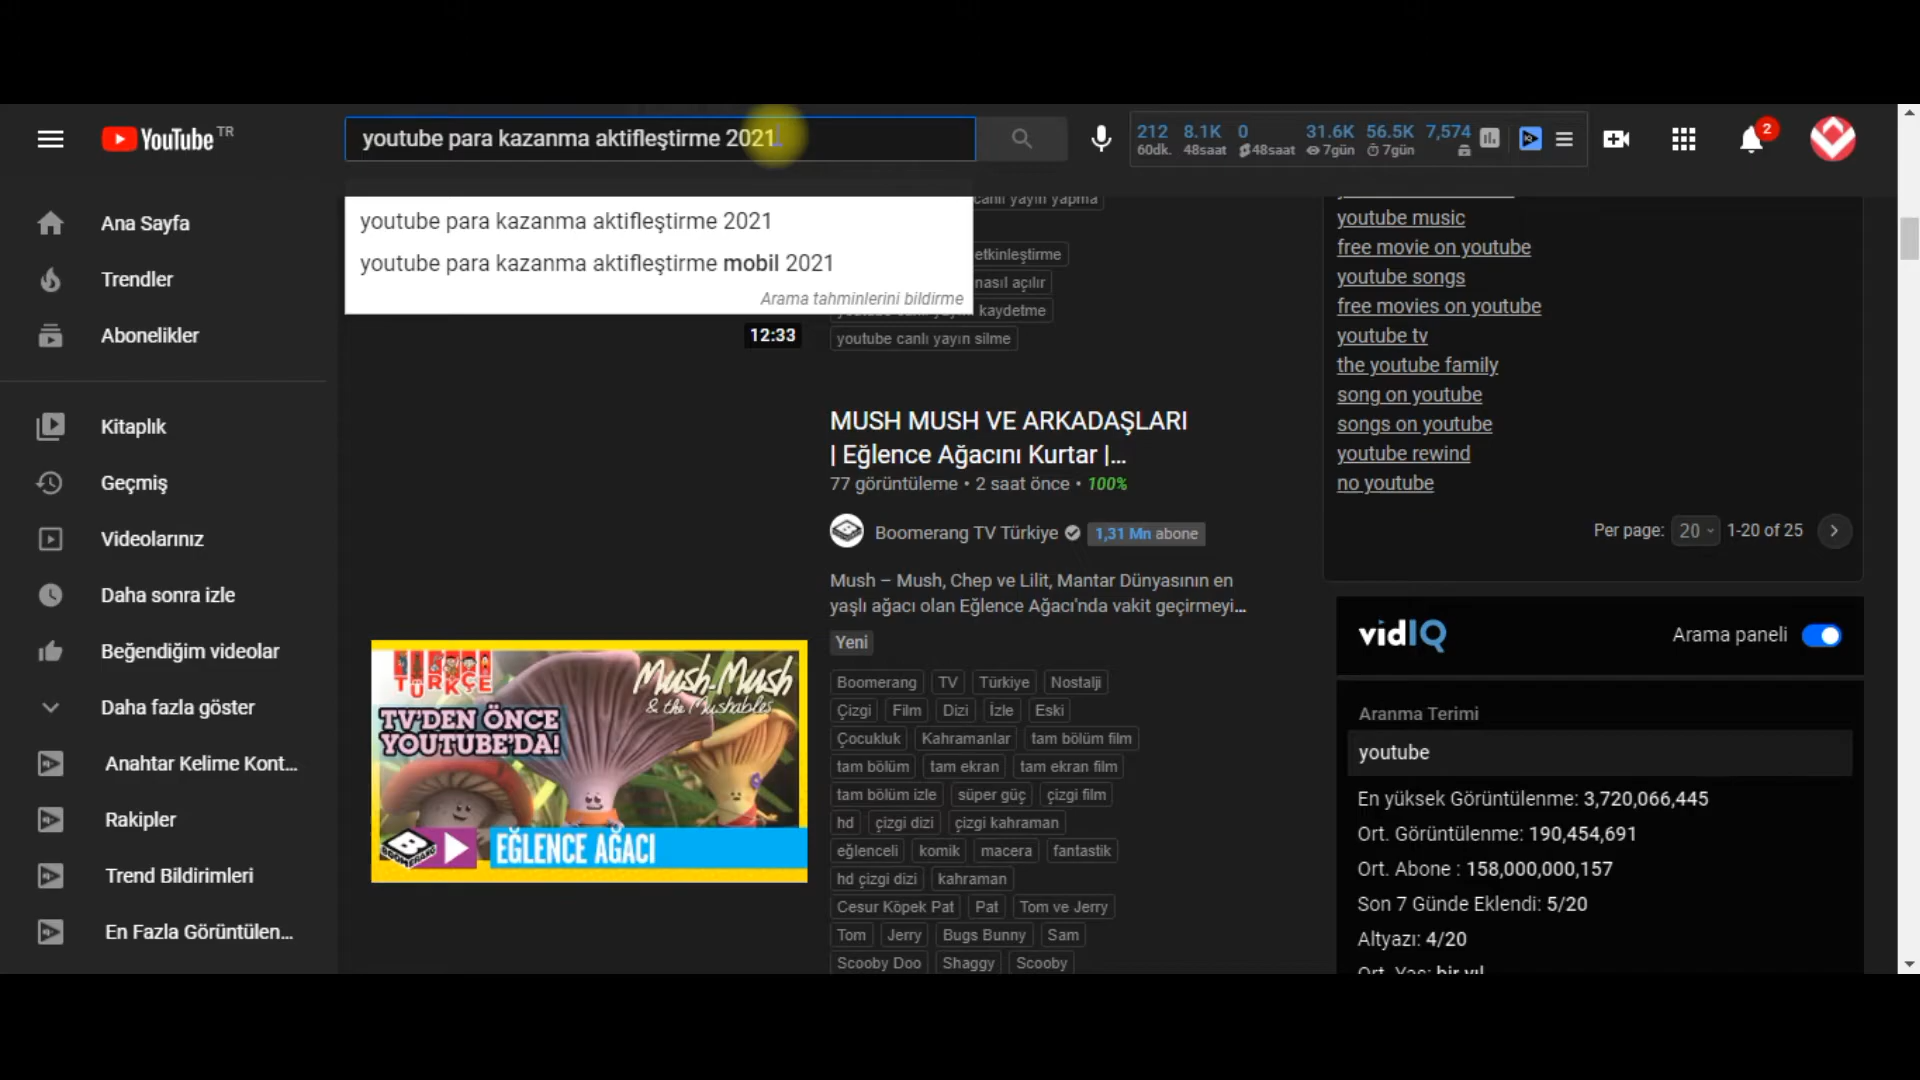 YouTube TR
youtube para kazanma aktifleştirme 2021
212 8.1K 0 31.6K 56.5K 7,574
60dk. 48saat 48saat 7gün 7gün
2
youtube para kazanma aktifleştirme 2021
youtube para kazanma aktifleştirme mobil 2021
Arama tahminlerini bildirme
Ana Sayfa
Trendler
Abonelikler
Kitaplık
Geçmiş
Videolarınız
Daha sonra izle
Beğendiğim videolar
Daha fazla göster
Anahtar Kelime Kont...
Rakipler
Trend Bildirimleri
En Fazla Görüntülen...
canlı yayın yapma
etkinleştirme
nasıl açılır
kaydetme
youtube canlı yayın silme
12:33
MUSH MUSH VE ARKADAŞLARI
| Eğlence Ağacını Kurtar |...
77 görüntüleme • 2 saat önce • 100%
Boomerang TV Türkiye 1,31 Mn abone
Mush – Mush, Chep ve Lilit, Mantar Dünyasının en
yaşlı ağacı olan Eğlence Ağacı'nda vakit geçirmeyi...
Yeni
Boomerang TV Türkiye Nostalji
Çizgi Film Dizi İzle Eski
Çocukluk Kahramanlar tam bölüm film
tam bölüm tam ekran tam ekran film
tam bölüm izle süper güç çizgi film
hd çizgi dizi çizgi kahraman
eğlenceli komik macera fantastik
hd çizgi dizi kahraman
Cesur Köpek Pat Pat Tom ve Jerry
Tom Jerry Bugs Bunny Sam
Scooby Doo Shaggy Scooby
TÜRKÇE
TV'DEN ÖNCE
YOUTUBE'DA!
Mush-Mush
& the Mushables
EĞLENCE AĞACI
youtube music
free movie on youtube
youtube songs
free movies on youtube
youtube tv
the youtube family
song on youtube
songs on youtube
youtube rewind
no youtube
Per page: 20 1-20 of 25
vidIQ
Arama paneli
Aranma Terimi
youtube
En yüksek Görüntülenme: 3,720,066,445
Ort. Görüntülenme: 190,454,691
Ort. Abone : 158,000,000,157
Son 7 Günde Eklendi: 5/20
Altyazı: 4/20
Ort. Yaş: bir yıl